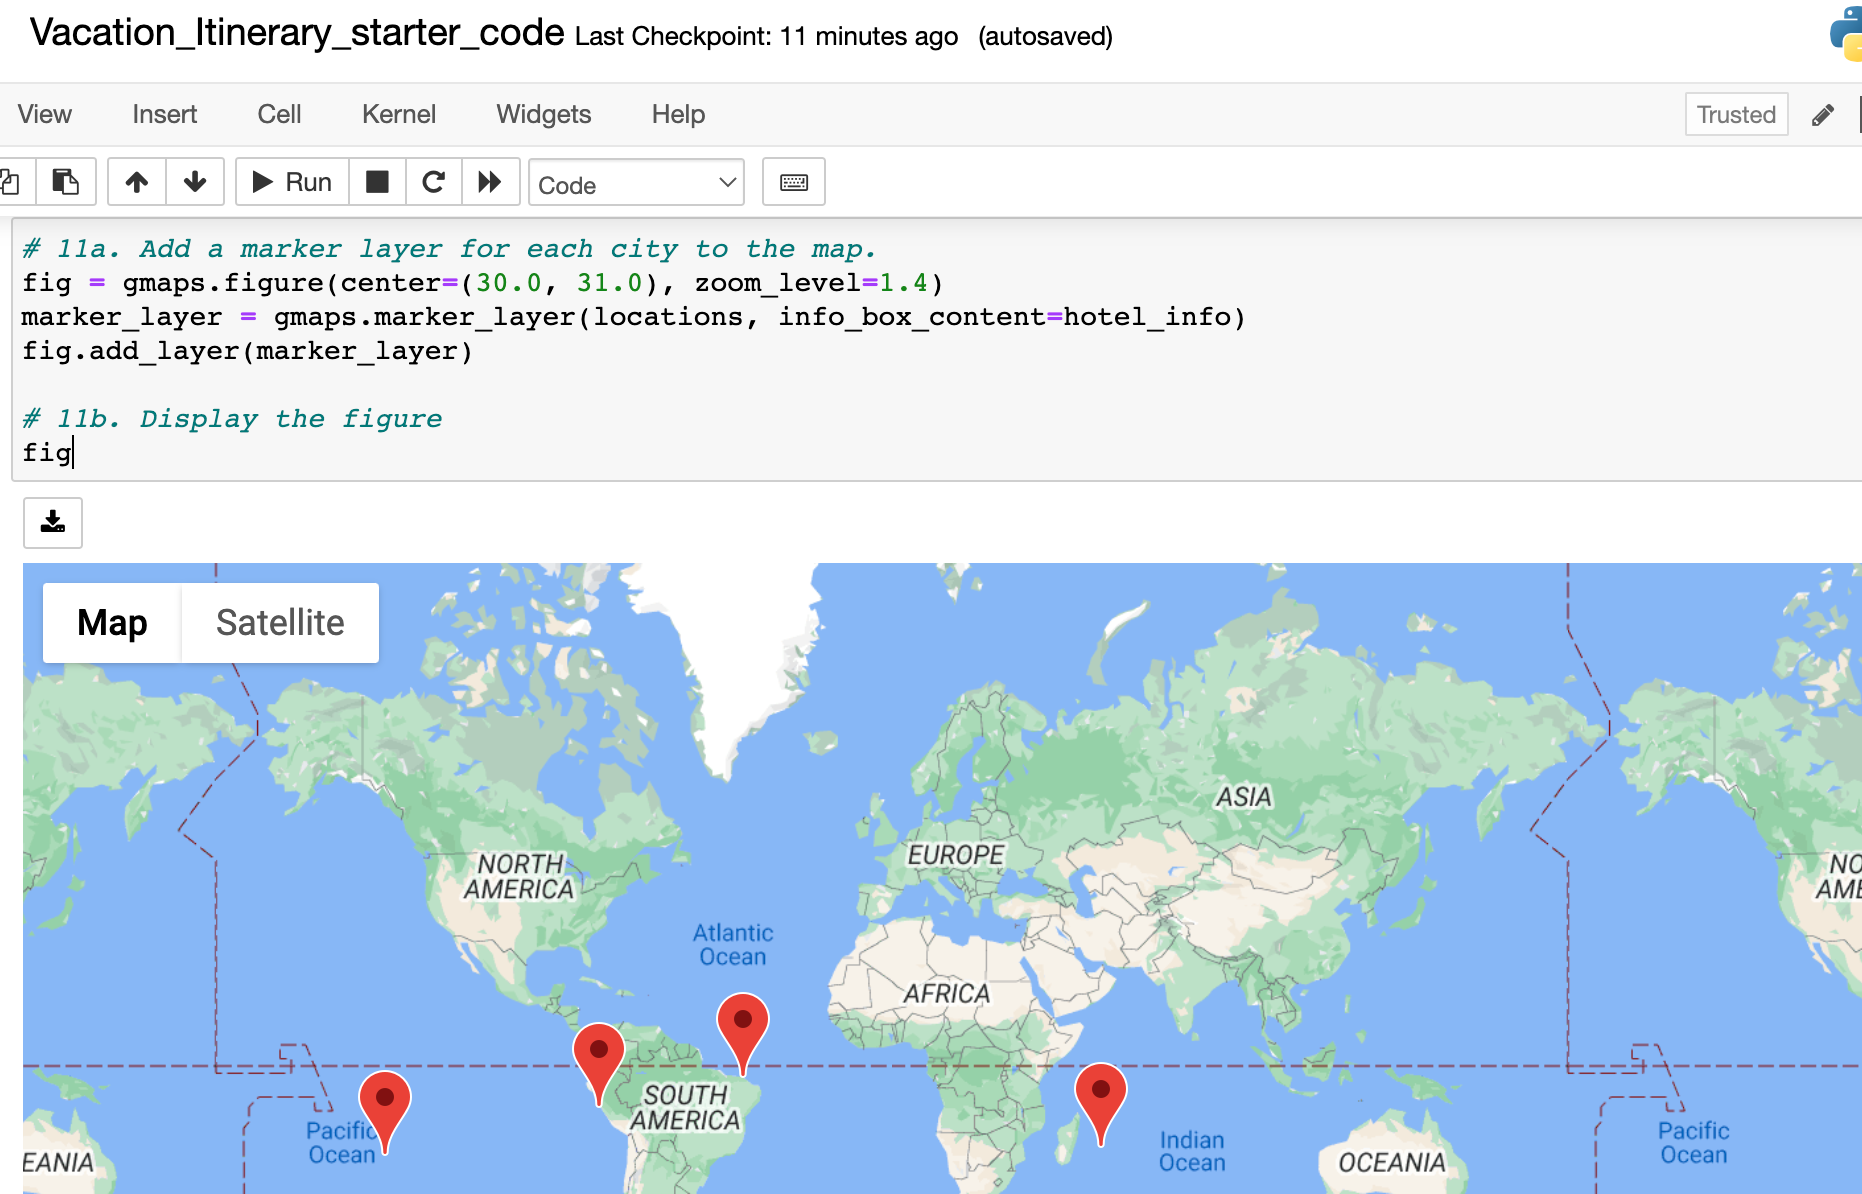 Vacation_Itinerary_starter_code Last Checkpoint: 11 minutes ago (autosaved)
View Insert Cell Kernel Widgets Help Trusted
Run Code
# 11a. Add a marker layer for each city to the map.
fig = gmaps.figure(center=(30.0, 31.0), zoom_level=1.4)
marker_layer = gmaps.marker_layer(locations, info_box_content=hotel_info)
fig.add_layer(marker_layer)
# 11b. Display the figure
fig
Map Satellite
ASIA
EUROPE
NORTH
AMERICA
NO
AME
Atlantic
Ocean
AFRICA
SOUTH
AMERICA
Pacific
Ocean
Indian
Ocean
Pacific
Ocean
EANIA
OCEANIA